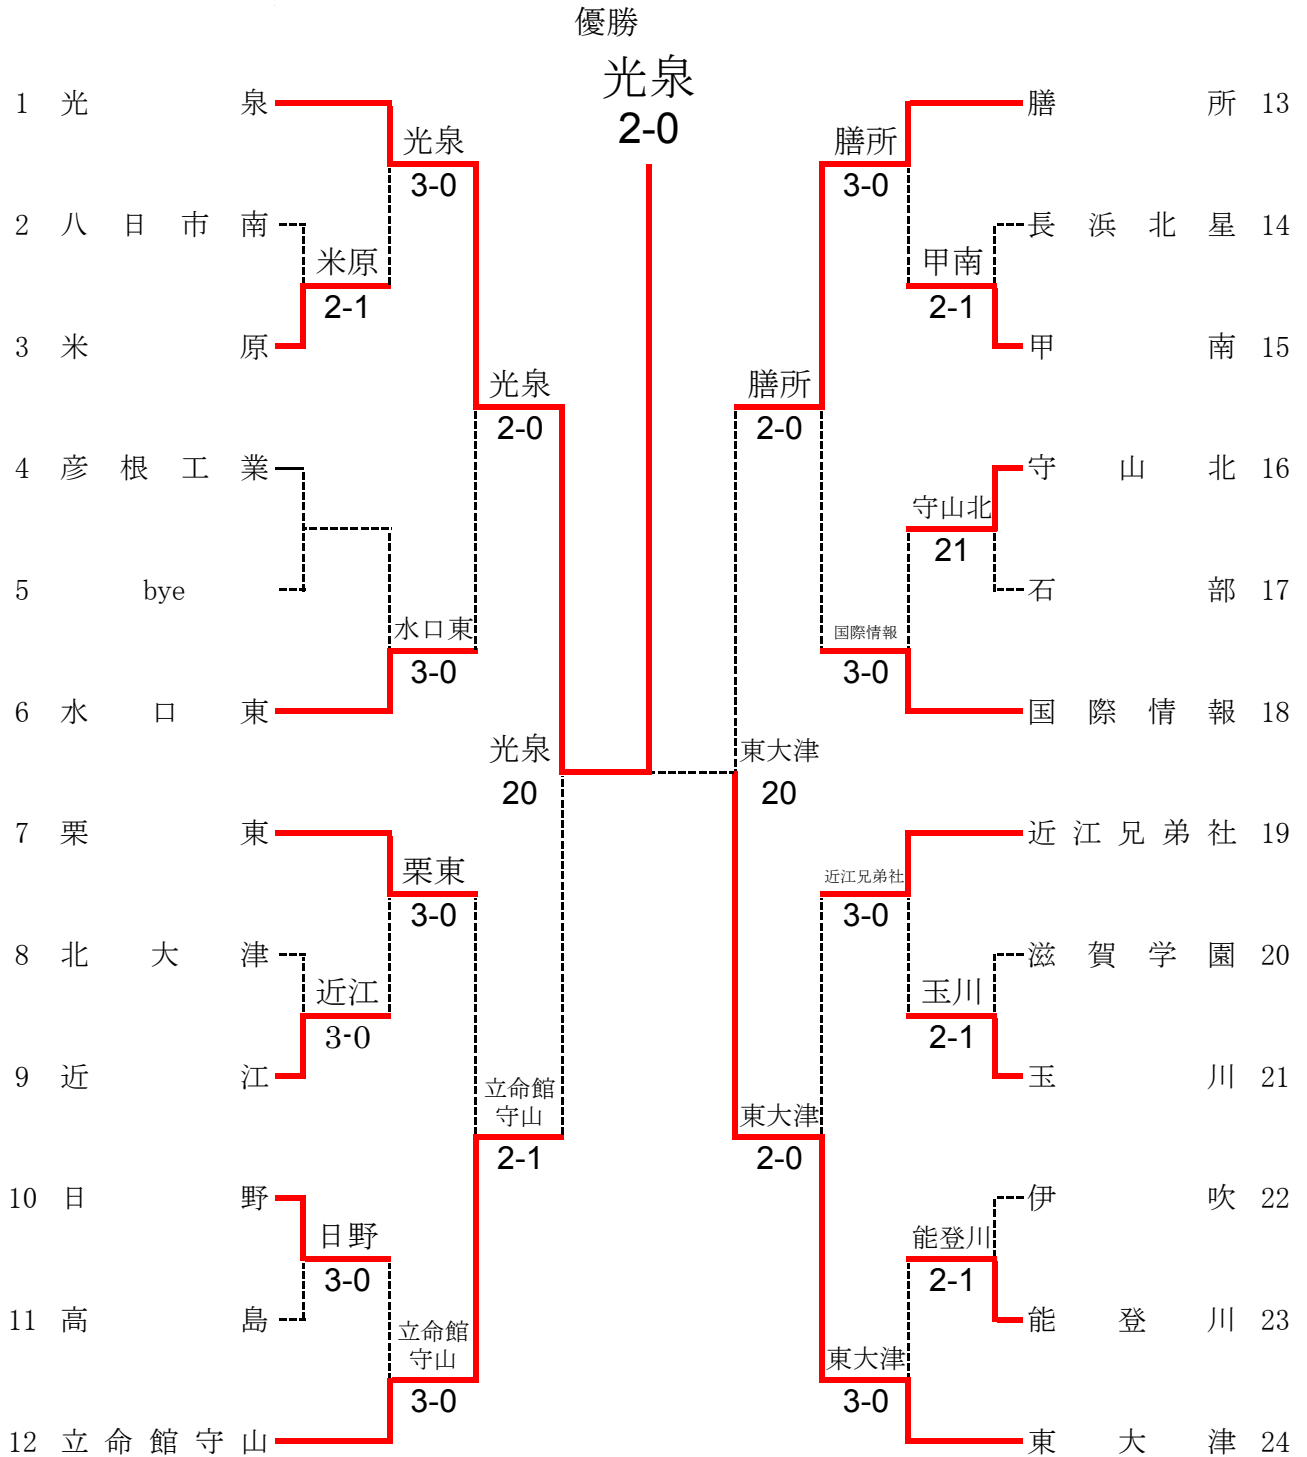 優勝
光泉
2-0
1 光泉
膳所 13
光泉
3-0
膳所
3-0
2 八日市南
長浜北星 14
米原
2-1
甲南
2-1
3 米原
甲南 15
光泉
2-0
膳所
2-0
4 彦根工業
守山北 16
守山北
21
5 bye
石部 17
水口東
3-0
国際情報
3-0
6 水口東
国際情報 18
光泉
20
東大津
20
7 栗東
近江兄弟社 19
栗東
3-0
近江兄弟社
3-0
8 北大津
滋賀学園 20
近江
3-0
玉川
2-1
9 近江
玉川 21
立命館
守山
2-1
東大津
2-0
10 日野
伊吹 22
日野
3-0
能登川
2-1
11 高島
能登川 23
立命館
守山
3-0
東大津
3-0
12 立命館守山
東大津 24